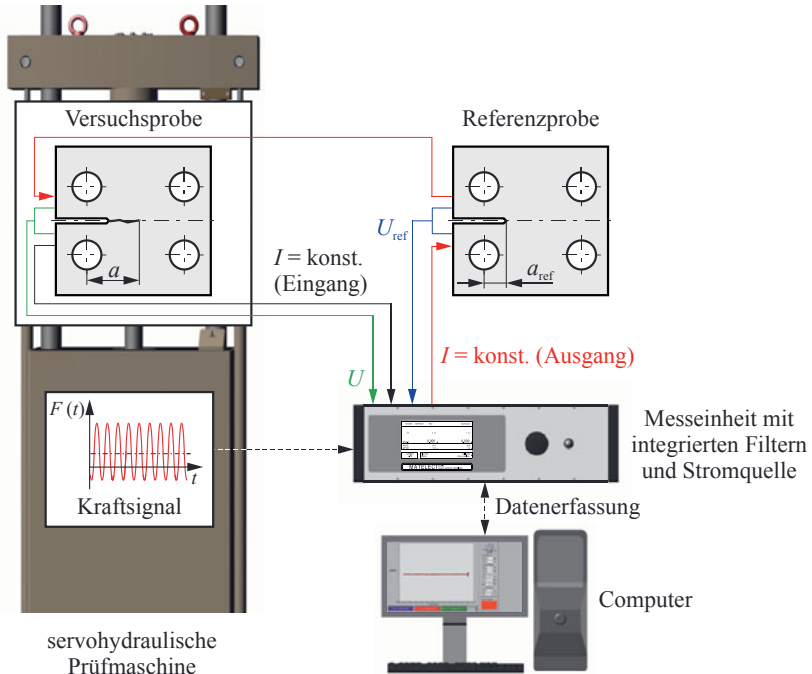 Versuchsprobe
Referenzprobe
U_ref
a
a_ref
I = konst.
(Eingang)
U
I = konst. (Ausgang)
F (t)
t
Kraftsignal
Messeinheit mit
integrierten Filtern
und Stromquelle
Datenerfassung
Computer
servohydraulische
Prüfmaschine